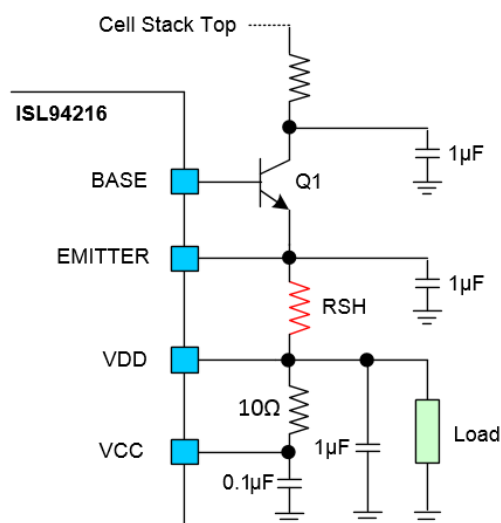 Cell Stack Top
ISL94216
1µF
BASE
Q1
EMITTER
1µF
RSH
VDD
10Ω
1µF
Load
VCC
0.1µF